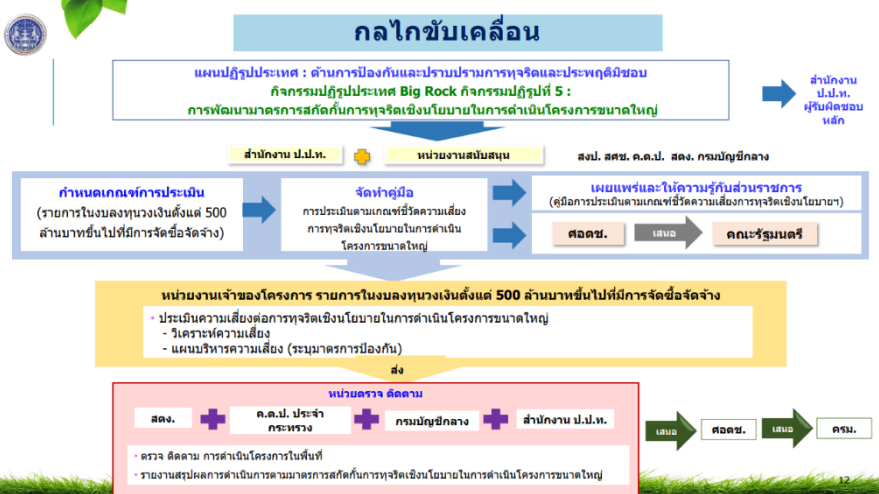 กลไกขับเคลื่อน
แผนปฏิรูปประเทศ : ด้านการป้องกันและปราบปรามการทุจริตและประพฤติมิชอบ
กิจกรรมปฏิรูปประเทศ Big Rock กิจกรรมปฏิรูปที่ 5 :
การพัฒนามาตรการสกัดกั้นการทุจริตเชิงนโยบายในการดำเนินโครงการขนาดใหญ่
สำนักงาน
ป.ป.ท.
ผู้รับผิดชอบ
หลัก
สำนักงาน ป.ป.ท.
หน่วยงานสนับสนุน
สงป. สศช. ค.ต.ป. สตง. กรมบัญชีกลาง
กำหนดเกณฑ์การประเมิน
(รายการในงบลงทุนวงเงินตั้งแต่ 500
ล้านบาทขึ้นไปที่มีการจัดซื้อจัดจ้าง)
จัดทำคู่มือ
การประเมินตามเกณฑ์ชี้วัดความเสี่ยง
การทุจริตเชิงนโยบายในการดำเนิน
โครงการขนาดใหญ่
เผยแพร่และให้ความรู้กับส่วนราชการ
(คู่มือการประเมินตามเกณฑ์ชี้วัดความเสี่ยงการทุจริตเชิงนโยบายฯ)
ศอตช.
เสนอ
คณะรัฐมนตรี
หน่วยงานเจ้าของโครงการ รายการในงบลงทุนวงเงินตั้งแต่ 500 ล้านบาทขึ้นไปที่มีการจัดซื้อจัดจ้าง
• ประเมินความเสี่ยงต่อการทุจริตเชิงนโยบายในการดำเนินโครงการขนาดใหญ่
- วิเคราะห์ความเสี่ยง
- แผนบริหารความเสี่ยง (ระบุมาตรการป้องกัน)
ส่ง
หน่วยตรวจ ติดตาม
สตง.
ค.ต.ป. ประจำ
กระทรวง
กรมบัญชีกลาง
สำนักงาน ป.ป.ท.
เสนอ
ศอตช.
เสนอ
ครม.
• ตรวจ ติดตาม การดำเนินโครงการในพื้นที่
• รายงานสรุปผลการดำเนินการตามมาตรการสกัดกั้นการทุจริตเชิงนโยบายในการดำเนินโครงการขนาดใหญ่
12